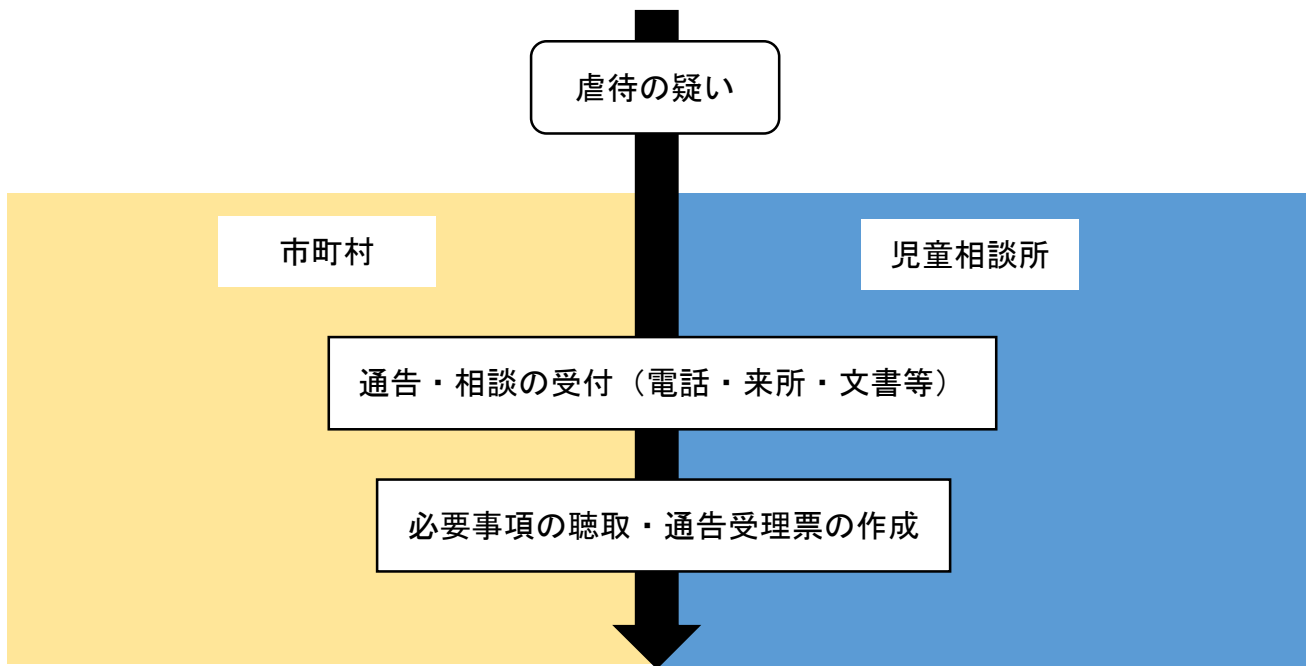 虐待の疑い
市町村
児童相談所
通告・相談の受付（電話・来所・文書等）
必要事項の聴取・通告受理票の作成